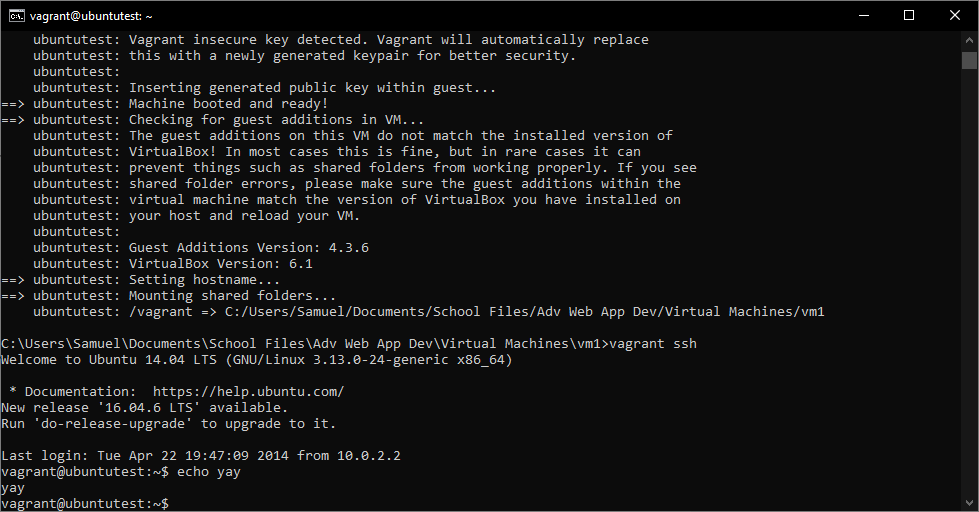 vagrant@ubuntutest: ~
ubuntutest: Vagrant insecure key detected. Vagrant will automatically replace
ubuntutest: this with a newly generated keypair for better security.
ubuntutest:
ubuntutest: Inserting generated public key within guest...
==> ubuntutest: Machine booted and ready!
==> ubuntutest: Checking for guest additions in VM...
ubuntutest: The guest additions on this VM do not match the installed version of
ubuntutest: VirtualBox! In most cases this is fine, but in rare cases it can
ubuntutest: prevent things such as shared folders from working properly. If you see
ubuntutest: shared folder errors, please make sure the guest additions within the
ubuntutest: virtual machine match the version of VirtualBox you have installed on
ubuntutest: your host and reload your VM.
ubuntutest:
ubuntutest: Guest Additions Version: 4.3.6
ubuntutest: VirtualBox Version: 6.1
==> ubuntutest: Setting hostname...
==> ubuntutest: Mounting shared folders...
ubuntutest: /vagrant => C:/Users/Samuel/Documents/School Files/Adv Web App Dev/Virtual Machines/vm1
C:\Users\Samuel\Documents\School Files\Adv Web App Dev\Virtual Machines\vm1>vagrant ssh
Welcome to Ubuntu 14.04 LTS (GNU/Linux 3.13.0-24-generic x86_64)
* Documentation:  https://help.ubuntu.com/
New release '16.04.6 LTS' available.
Run 'do-release-upgrade' to upgrade to it.
Last login: Tue Apr 22 19:47:09 2014 from 10.0.2.2
vagrant@ubuntutest:~$ echo yay
yay
vagrant@ubuntutest:~$